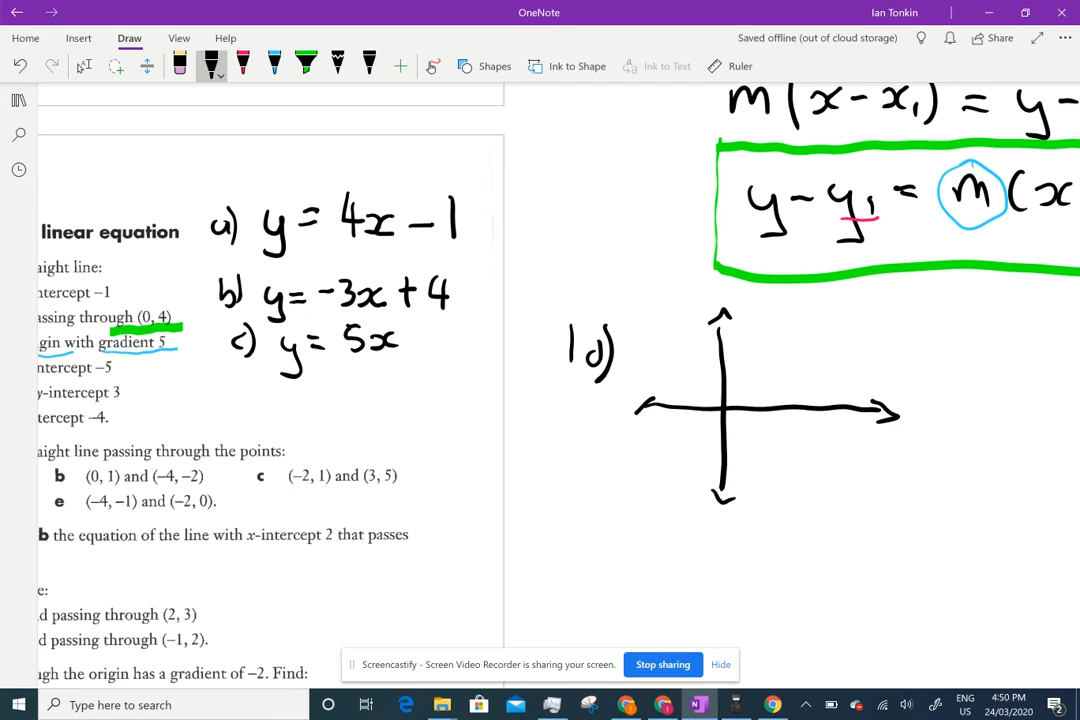 OneNote
Ian Tonkin
Home Insert Draw View Help
Saved offline (out of cloud storage)
Share
Shapes
Ink to Shape
Ink to Text
Ruler
m(x-x₁) = y-
y-y₁ = m(x
linear equation
a) y = 4x - 1
aight line:
ntercept –1
b) y = -3x + 4
assing through (0, 4)
c) y = 5x
gin with gradient 5
ntercept –5
y-intercept 3
tercept –4.
1d)
aight line passing through the points:
b (0, 1) and (–4, –2) c (–2, 1) and (3, 5)
e (–4, –1) and (–2, 0).
b the equation of the line with x-intercept 2 that passes
e:
d passing through (2, 3)
d passing through (–1, 2).
ugh the origin has a gradient of –2. Find:
Screencastify - Screen Video Recorder is sharing your screen.
Stop sharing
Hide
Type here to search
ENG
US
4:50 PM
24/03/2020
2